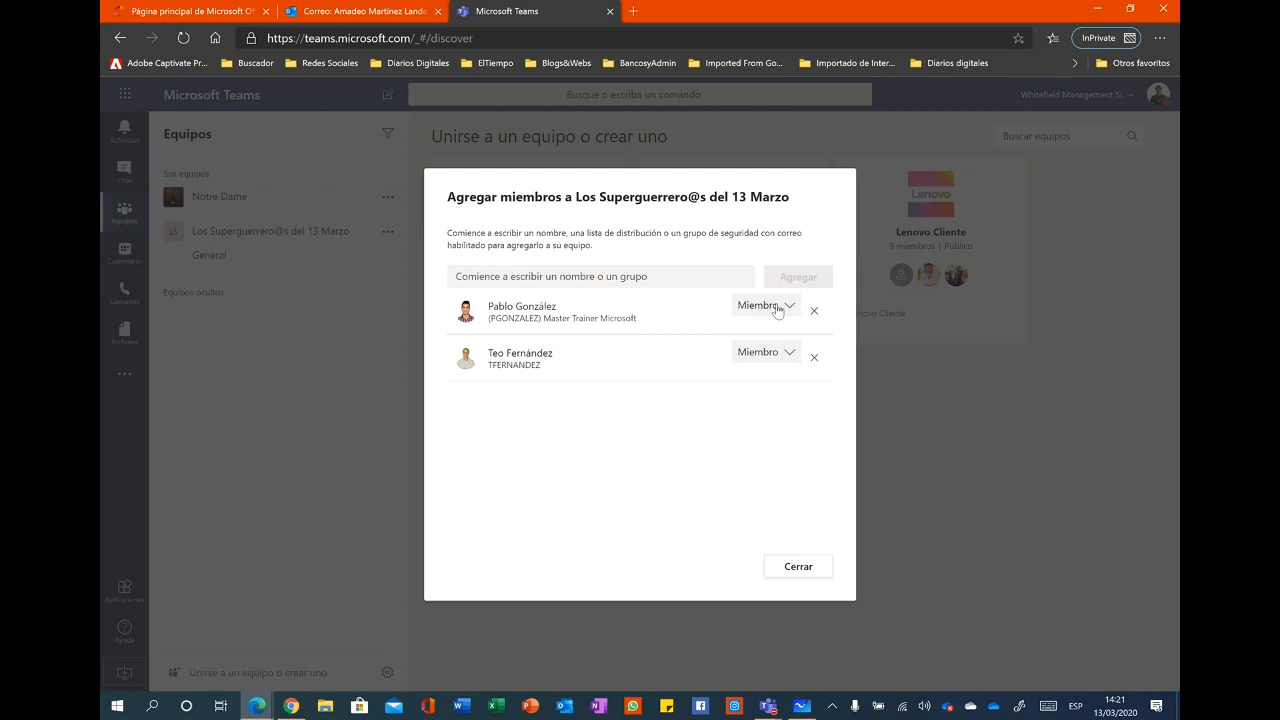 Página principal de Microsoft Of
Correo: Amadeo Martínez Lande
Microsoft Teams
https://teams.microsoft.com/_#/discover
InPrivate
Adobe Captivate Pr...
Buscador
Redes Sociales
Diarios Digitales
ElTiempo
Blogs&Webs
BancosyAdmin
Imported From Go...
Importado de Inter...
Diarios digitales
Otros favoritos
Microsoft Teams
Busque o escriba un comando
Whitefield Management SL
Actividad
Chat
Equipos
Calendario
Llamadas
Archivos
Aplicaciones
Ayuda
Equipos
Sus equipos
Notre Dame
LS
Los Superguerrero@s del 13 Marzo
General
Equipos ocultos
Unirse a un equipo o crear uno
Unirse a un equipo o crear uno
Buscar equipos
Lenovo
Lenovo Cliente
9 miembros | Público
Cliente
Agregar miembros a Los Superguerrero@s del 13 Marzo
Comience a escribir un nombre, una lista de distribución o un grupo de seguridad con correo
habilitado para agregarlo a su equipo.
Comience a escribir un nombre o un grupo
Agregar
Pablo González
(PGONZALEZ) Master Trainer Microsoft
Miembro
Teo Fernández
TFERNANDEZ
Miembro
Cerrar
ESP
14:21
13/03/2020